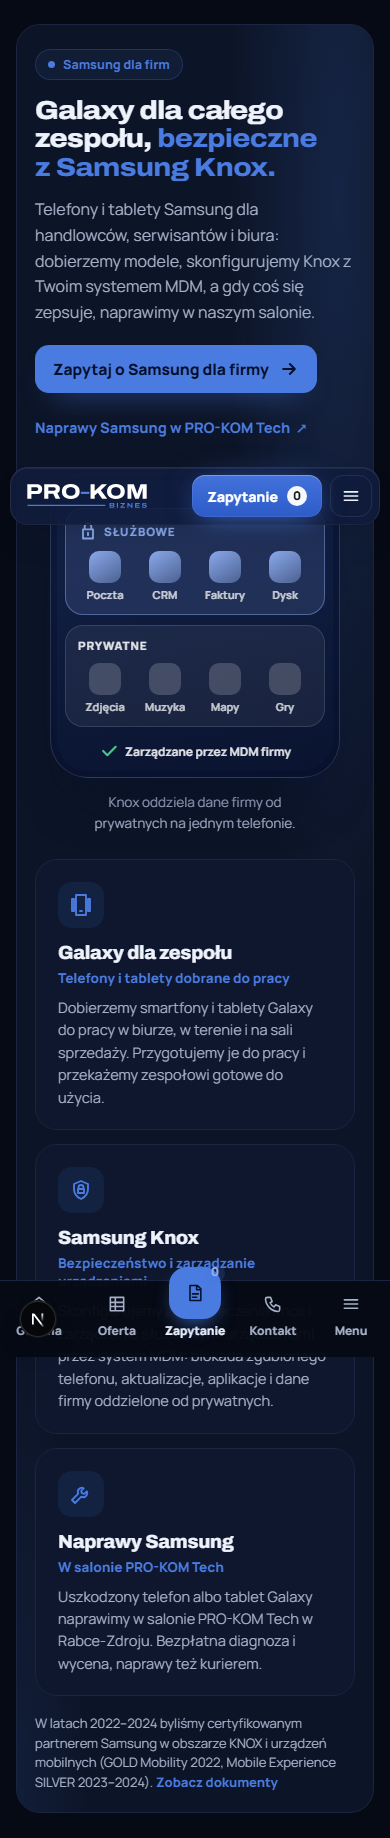 Samsung dla firm
Galaxy dla całego
zespołu, bezpieczne
z Samsung Knox.
Telefony i tablety Samsung dla
handlowców, serwisantów i biura:
dobierzemy modele, skonfigurujemy Knox z
Twoim systemem MDM, a gdy coś się
zepsuje, naprawimy w naszym salonie.
Zapytaj o Samsung dla firmy →
Naprawy Samsung w PRO-KOM Tech ↗
PRO-KOM
BIZNES
Zapytanie 0
SŁUŻBOWE
Poczta CRM Faktury Dysk
PRYWATNE
Zdjęcia Muzyka Mapy Gry
Zarządzane przez MDM firmy
Knox oddziela dane firmy od
prywatnych na jednym telefonie.
Galaxy dla zespołu
Telefony i tablety dobrane do pracy
Dobierzemy smartfony i tablety Galaxy
do pracy w biurze, w terenie i na sali
sprzedaży. Przygotujemy je do pracy i
przekażemy zespołowi gotowe do
użycia.
Samsung Knox
Bezpieczeństwo i zarządzanie
0
N
Oferta Zapytanie Kontakt Menu
przez system MDM: blokada zgubionego
telefonu, aktualizacje, aplikacje i dane
firmy oddzielone od prywatnych.
Naprawy Samsung
W salonie PRO-KOM Tech
Uszkodzony telefon albo tablet Galaxy
naprawimy w salonie PRO-KOM Tech w
Rabce-Zdroju. Bezpłatna diagnoza i
wycena, naprawy też kurierem.
W latach 2022–2024 byliśmy certyfikowanym
partnerem Samsung w obszarze KNOX i urządzeń
mobilnych (GOLD Mobility 2022, Mobile Experience
SILVER 2023–2024). Zobacz dokumenty